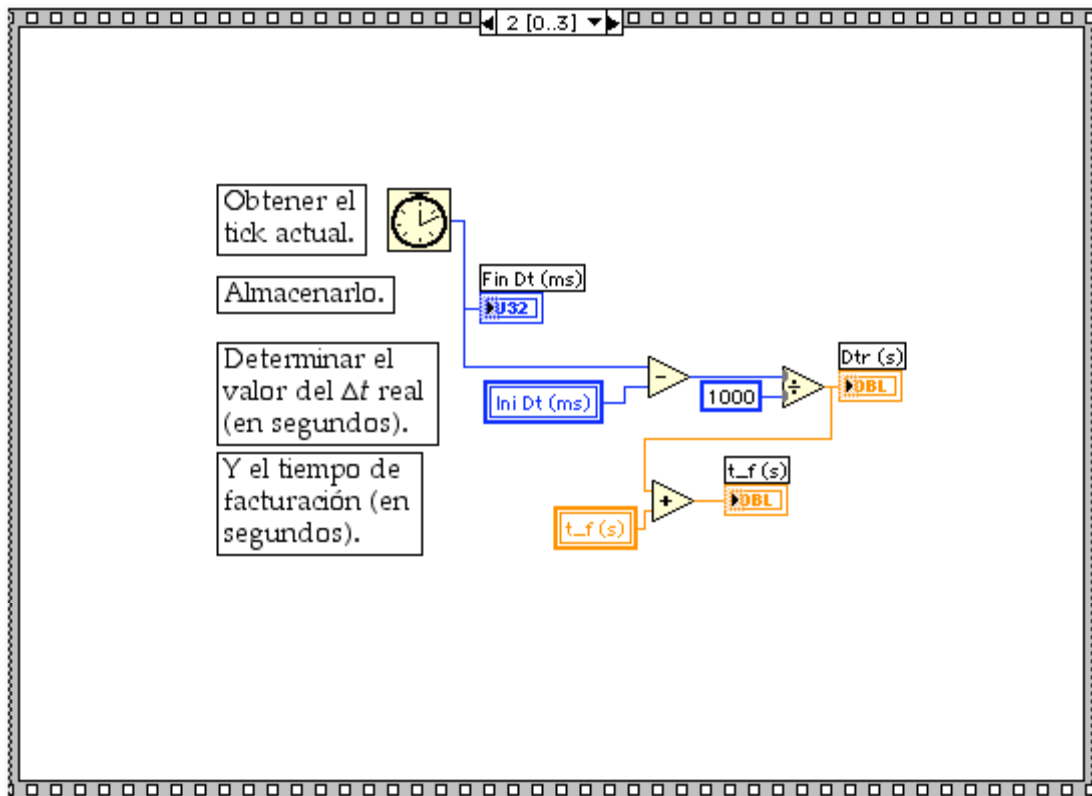 2 [0..3]
Obtener el
tick actual.
Almacenarlo.
Fin Dt (ms)
U32
Determinar el
valor del Δt real
(en segundos).
Ini Dt (ms)
-
1000
÷
Dtr (s)
DBL
Y el tiempo de
facturación (en
segundos).
t_f (s)
+
t_f (s)
DBL